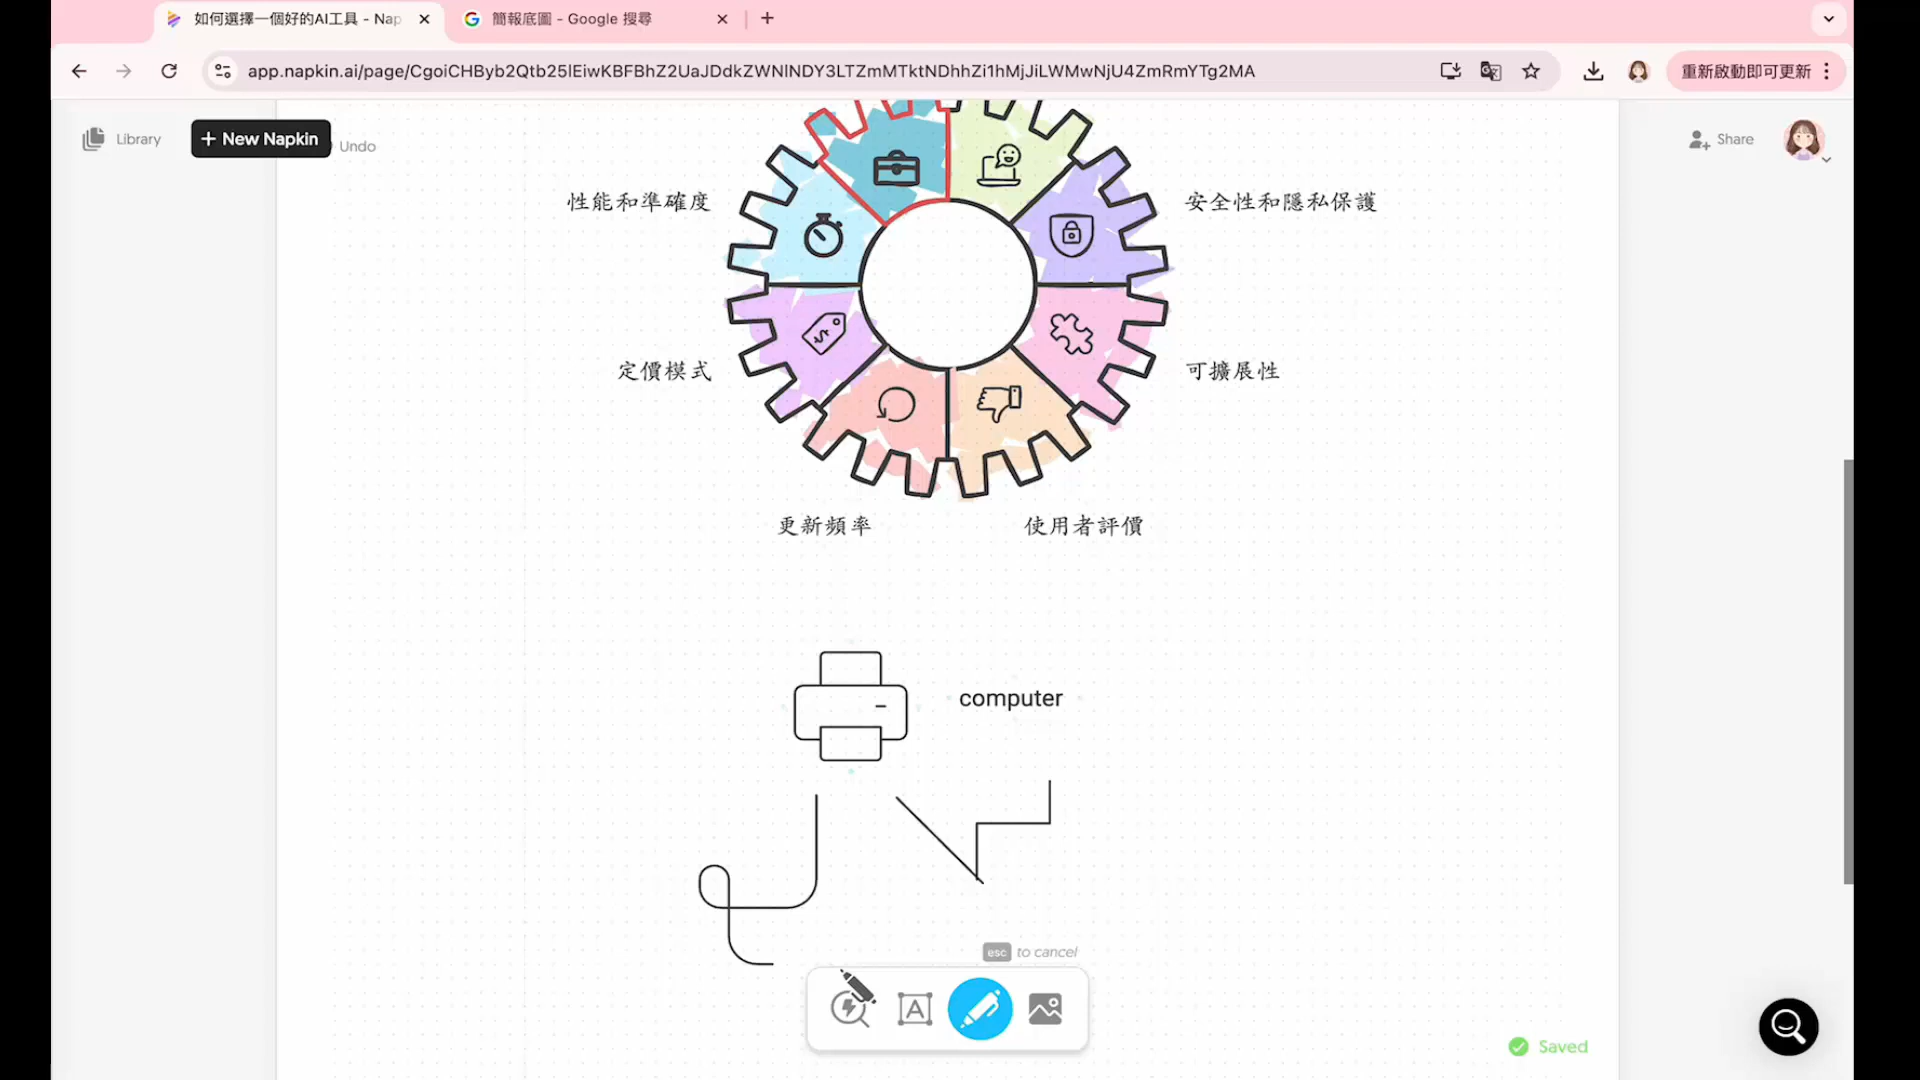 如何選擇一個好的AI工具 - Nap
簡報底圖 - Google 搜尋
app.napkin.ai/page/CgoiCHByb2Qtb25lEiwKBFBhZ2UaJDdkZWNlNDY3LTZmMTktNDhhZi1hMjJiLWMwNjU4ZmRmYTg2MA
重新啟動即可更新
Library
+ New Napkin
Undo
Share
性能和準確度
安全性和隱私保護
定價模式
可擴展性
更新頻率
使用者評價
computer
esc to cancel
A
Saved